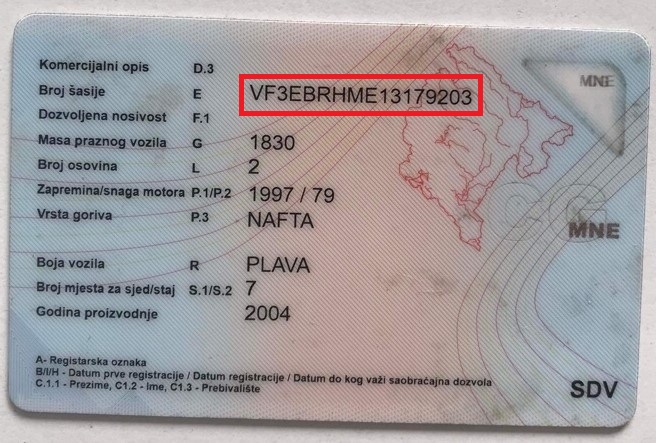 Komercijalni opis D.3
Broj šasije E VF3EBRHME13179203
Dozvoljena nosivost F.1
Masa praznog vozila G 1830
Broj osovina L 2
Zapremina/snaga motora P.1/P.2 1997 / 79
Vrsta goriva P.3 NAFTA
Boja vozila R PLAVA
Broj mjesta za sjed/staj S.1/S.2 7
Godina proizvodnje 2004
MNE
CG
MNE
A- Registarska oznaka
B/I/H - Datum prve registracije / Datum registracije / Datum do kog važi saobraćajna dozvola
C.1.1 - Prezime, C1.2 - Ime, C1.3 - Prebivalište
SDV